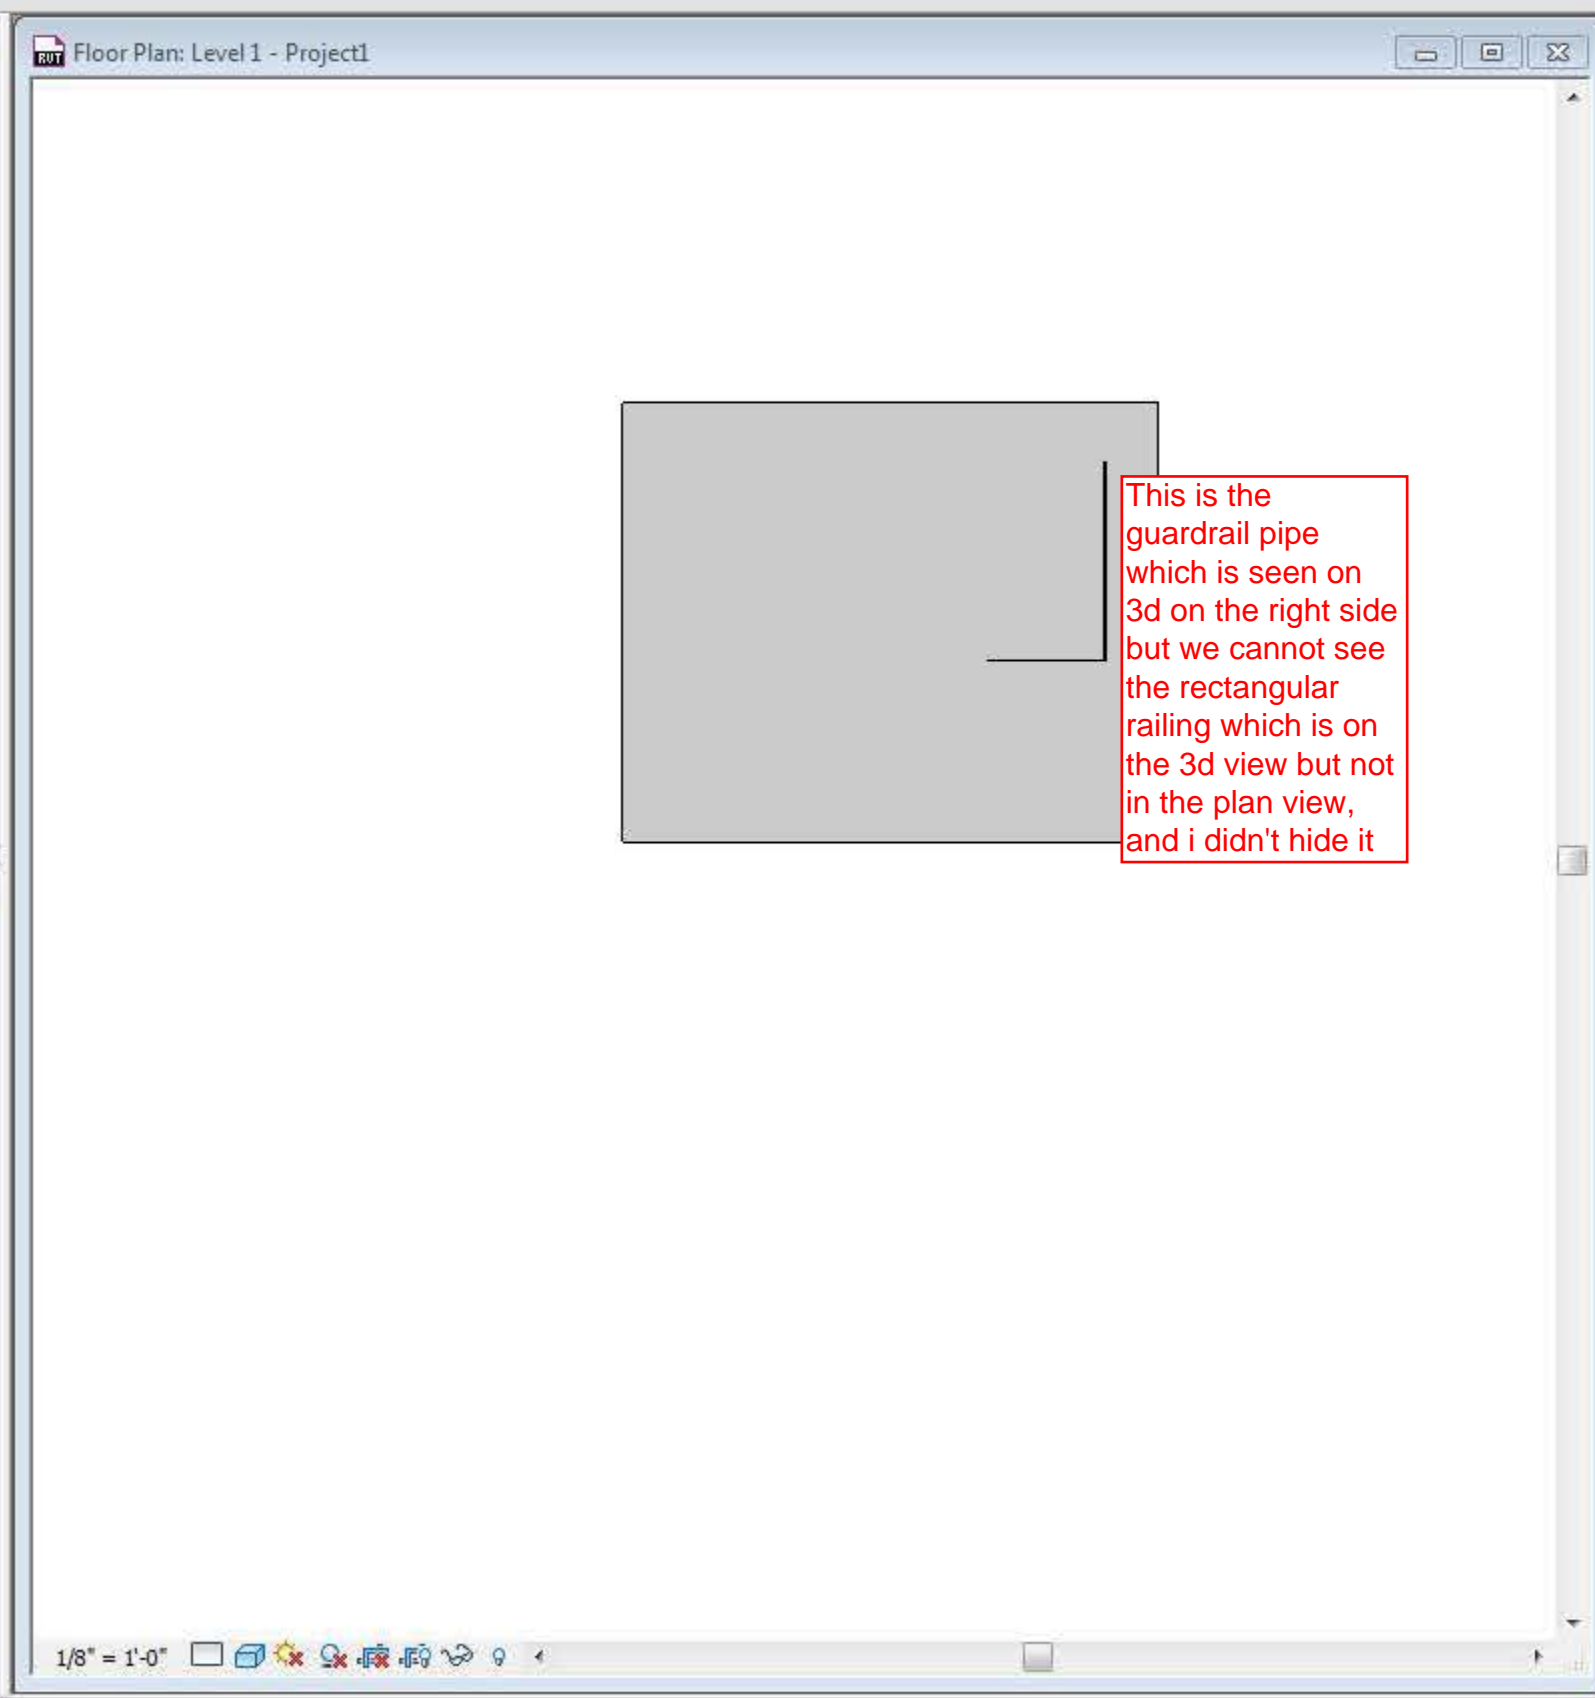 RVT Floor Plan: Level 1 - Project1
This is the
guardrail pipe
which is seen on
3d on the right side
but we cannot see
the rectangular
railing which is on
the 3d view but not
in the plan view,
and i didn't hide it
1/8" = 1'-0"